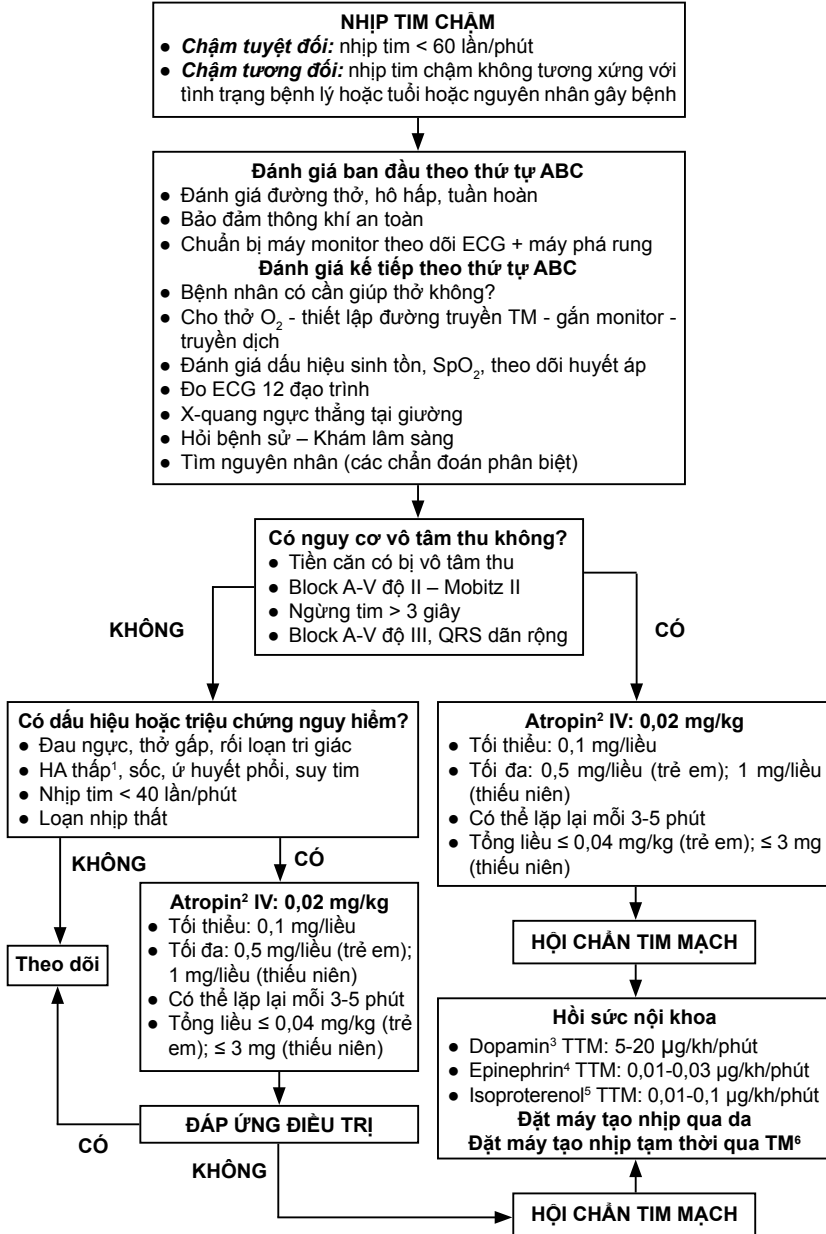 NHỊP TIM CHẬM
● Chậm tuyệt đối: nhịp tim < 60 lần/phút
● Chậm tương đối: nhịp tim chậm không tương xứng với
tình trạng bệnh lý hoặc tuổi hoặc nguyên nhân gây bệnh
Đánh giá ban đầu theo thứ tự ABC
● Đánh giá đường thở, hô hấp, tuần hoàn
● Bảo đảm thông khí an toàn
● Chuẩn bị máy monitor theo dõi ECG + máy phá rung
Đánh giá kế tiếp theo thứ tự ABC
● Bệnh nhân có cần giúp thở không?
● Cho thở O₂ - thiết lập đường truyền TM - gắn monitor -
truyền dịch
● Đánh giá dấu hiệu sinh tồn, SpO₂, theo dõi huyết áp
● Đo ECG 12 đạo trình
● X-quang ngực thẳng tại giường
● Hỏi bệnh sử – Khám lâm sàng
● Tìm nguyên nhân (các chẩn đoán phân biệt)
Có nguy cơ vô tâm thu không?
● Tiền căn có bị vô tâm thu
● Block A-V độ II – Mobitz II
● Ngừng tim > 3 giây
● Block A-V độ III, QRS dãn rộng
KHÔNG
CÓ
Có dấu hiệu hoặc triệu chứng nguy hiểm?
● Đau ngực, thở gấp, rối loạn tri giác
● HA thấp¹, sốc, ứ huyết phổi, suy tim
● Nhịp tim < 40 lần/phút
● Loạn nhịp thất
KHÔNG
CÓ
Theo dõi
Atropin² IV: 0,02 mg/kg
● Tối thiểu: 0,1 mg/liều
● Tối đa: 0,5 mg/liều (trẻ em);
1 mg/liều (thiếu niên)
● Có thể lặp lại mỗi 3-5 phút
● Tổng liều ≤ 0,04 mg/kg (trẻ
em); ≤ 3 mg (thiếu niên)
ĐÁP ỨNG ĐIỀU TRỊ
CÓ
KHÔNG
Atropin² IV: 0,02 mg/kg
● Tối thiểu: 0,1 mg/liều
● Tối đa: 0,5 mg/liều (trẻ em); 1 mg/liều
(thiếu niên)
● Có thể lặp lại mỗi 3-5 phút
● Tổng liều ≤ 0,04 mg/kg (trẻ em); ≤ 3 mg
(thiếu niên)
HỘI CHẨN TIM MẠCH
Hồi sức nội khoa
● Dopamin³ TTM: 5-20 μg/kh/phút
● Epinephrin⁴ TTM: 0,01-0,03 μg/kh/phút
● Isoproterenol⁵ TTM: 0,01-0,1 μg/kh/phút
Đặt máy tạo nhịp qua da
Đặt máy tạo nhịp tạm thời qua TM⁶
HỘI CHẨN TIM MẠCH